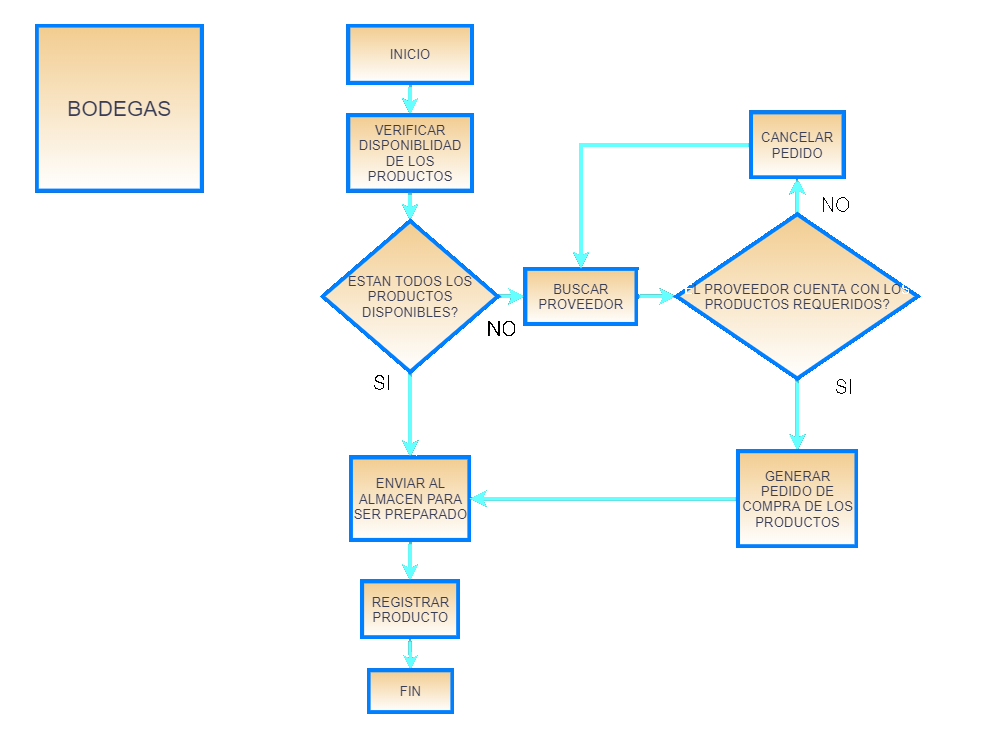 BODEGAS
INICIO
VERIFICAR
DISPONIBLIDAD
DE LOS
PRODUCTOS
ESTAN TODOS LOS
PRODUCTOS
DISPONIBLES?
NO
SI
BUSCAR
PROVEEDOR
CANCELAR
PEDIDO
NO
EL PROVEEDOR CUENTA CON LOS
PRODUCTOS REQUERIDOS?
SI
GENERAR
PEDIDO DE
COMPRA DE LOS
PRODUCTOS
ENVIAR AL
ALMACEN PARA
SER PREPARADO
REGISTRAR
PRODUCTO
FIN